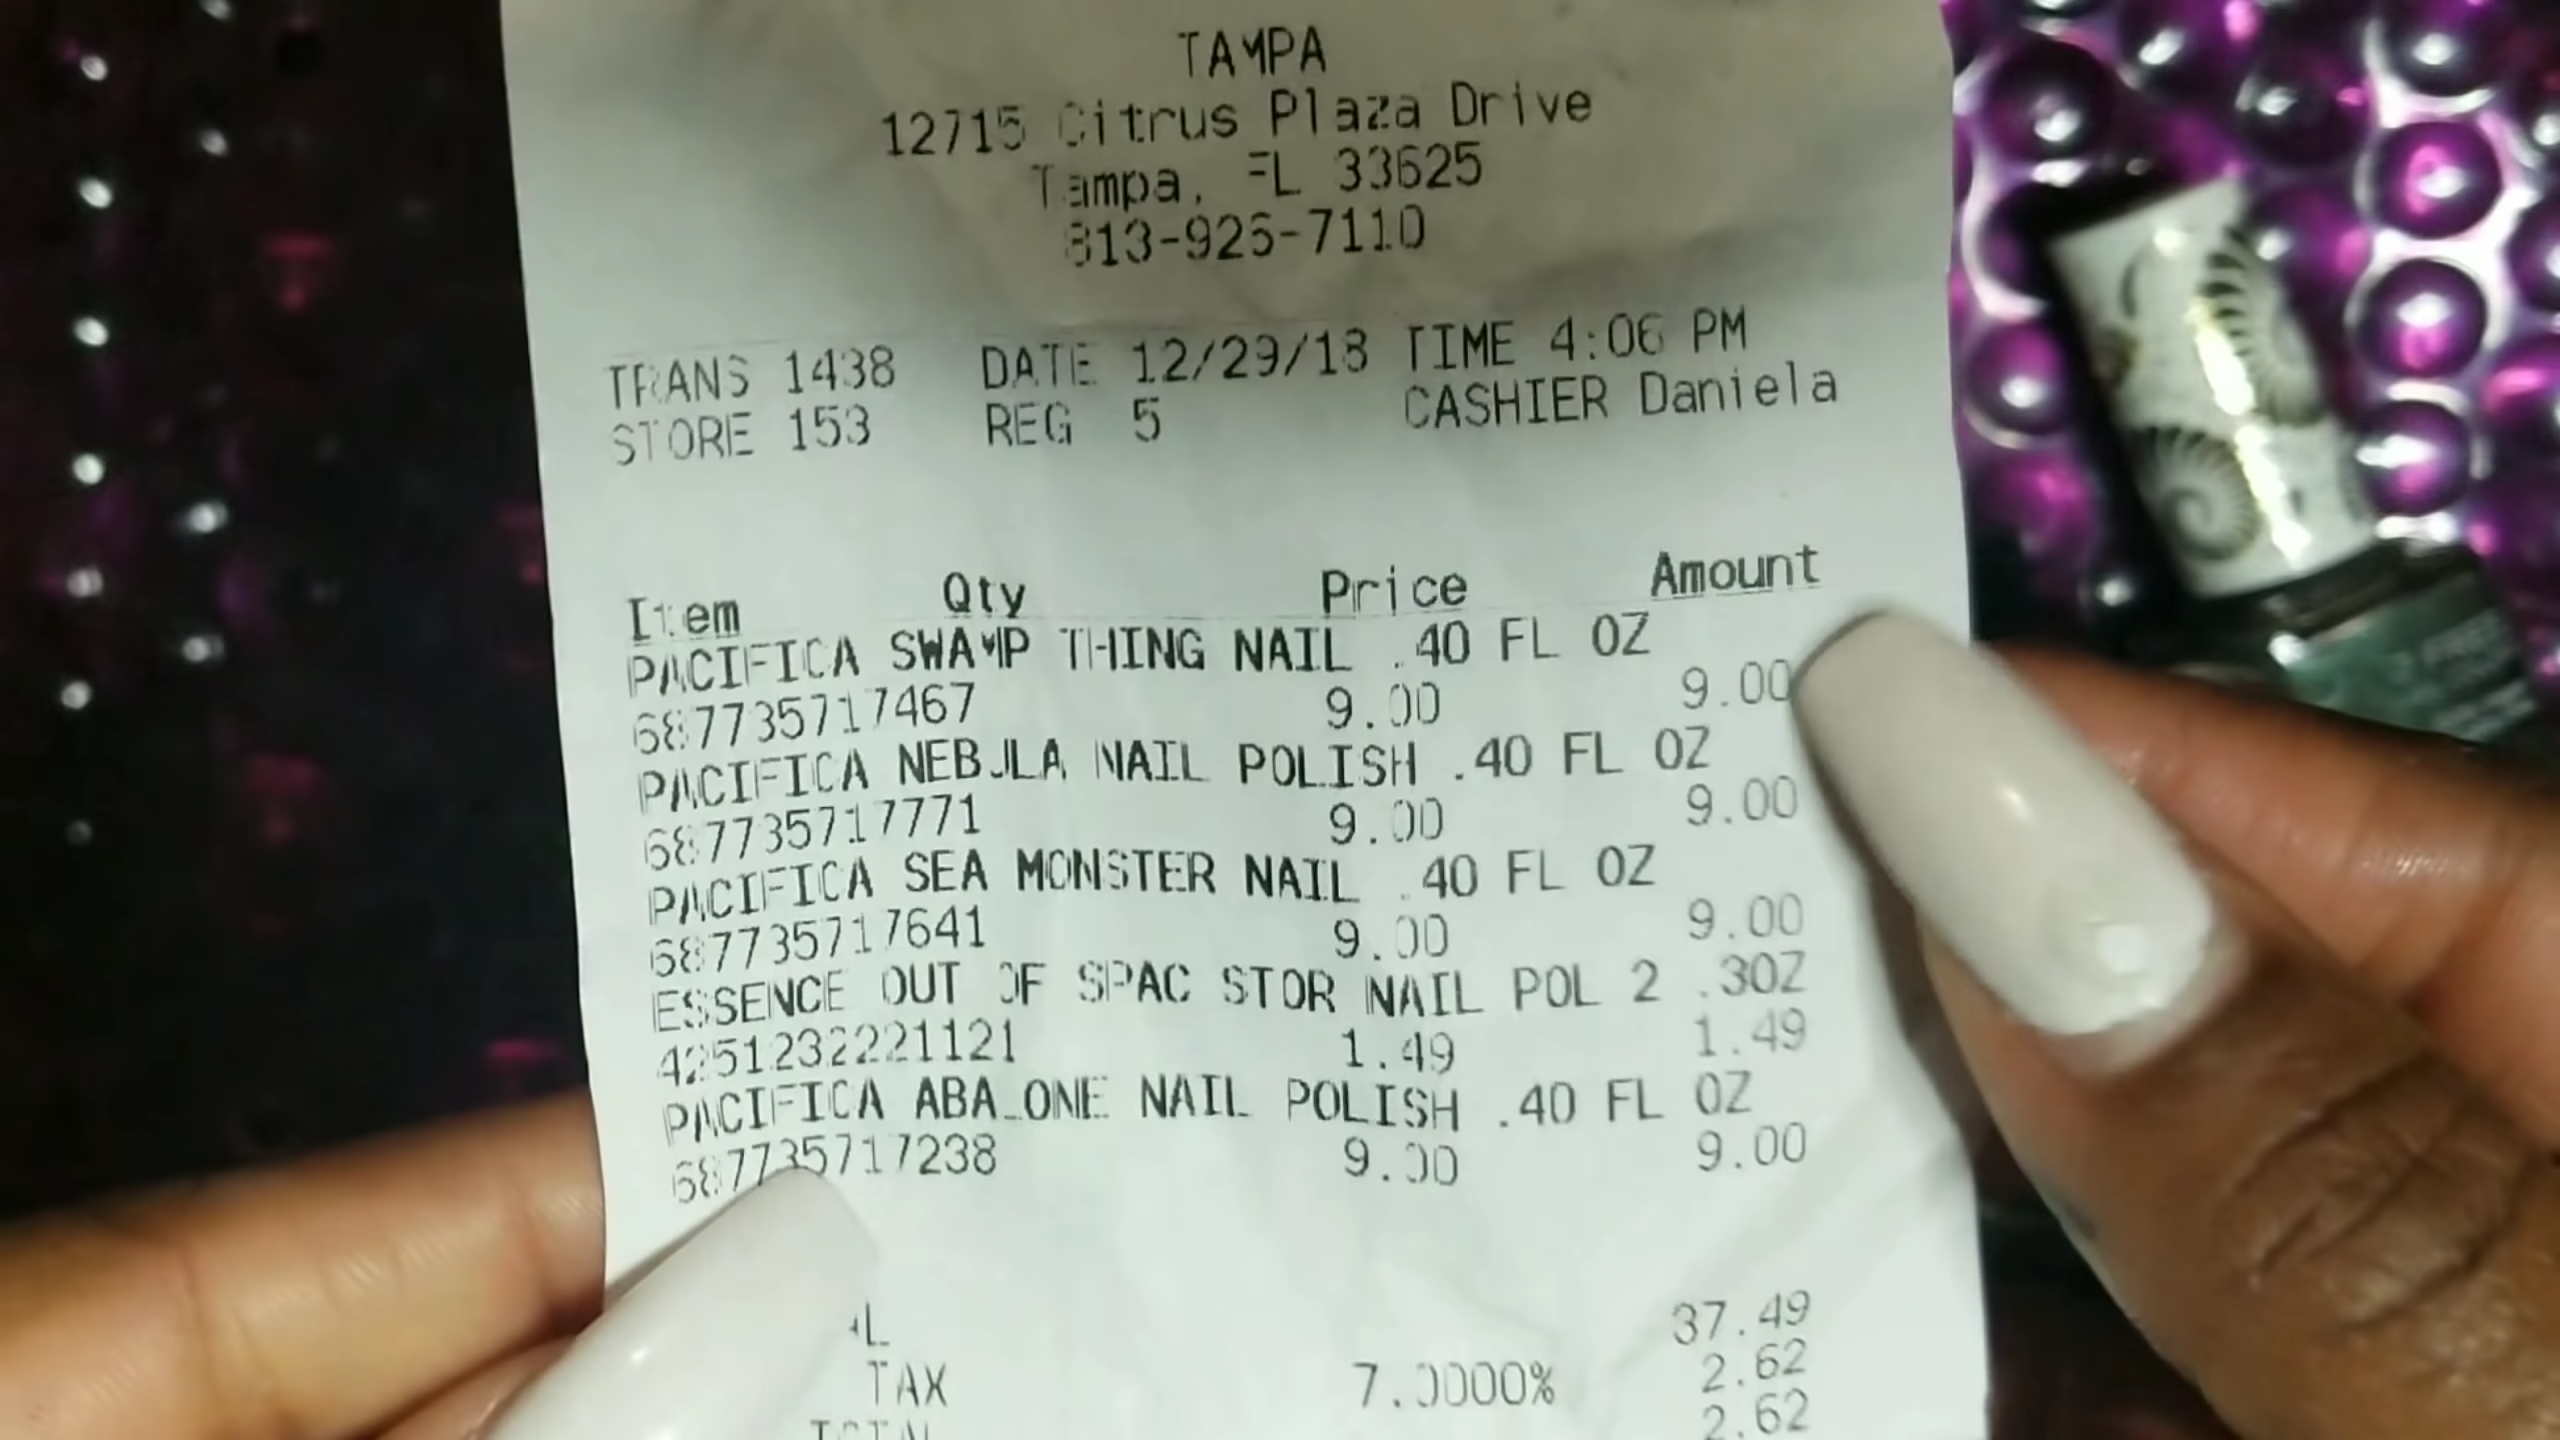 TAMPA
12715 Citrus Plaza Drive
Tampa, FL 33625
813-925-7110
TRANS 1438 DATE 12/29/18 TIME 4:06 PM
STORE 153 REG 5 CASHIER Daniela
Item Qty Price Amount
PACIFICA SWAMP THING NAIL .40 FL OZ
687735717467 9.00 9.00
PACIFICA NEBULA NAIL POLISH .40 FL OZ
687735717771 9.00 9.00
PACIFICA SEA MONSTER NAIL .40 FL OZ
687735717641 9.00 9.00
ESSENCE OUT OF SPAC STOR NAIL POL 2 .3OZ
4251232221121 1.49 1.49
PACIFICA ABALONE NAIL POLISH .40 FL OZ
687735717238 9.00 9.00
37.49
TAX 7.0000% 2.62
TOTAL 2.62